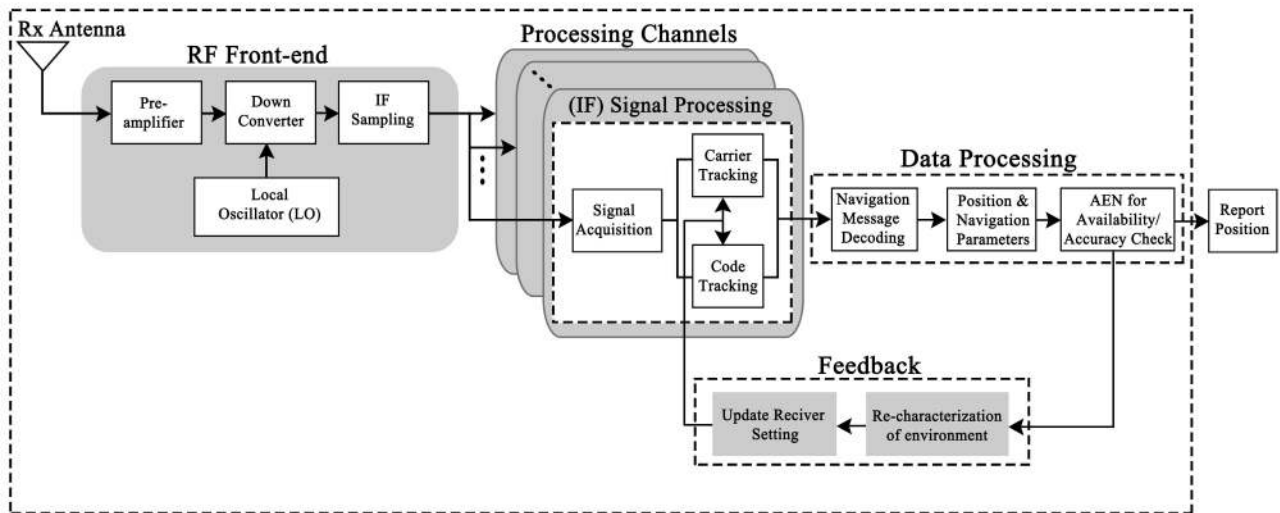 Rx Antenna
RF Front-end
Pre-
amplifier
Down
Converter
IF
Sampling
Local
Oscillator (LO)
Processing Channels
(IF) Signal Processing
Signal
Acquisition
Carrier
Tracking
Code
Tracking
Data Processing
Navigation
Message
Decoding
Position &
Navigation
Parameters
AEN for
Availability/
Accuracy Check
Report
Position
Feedback
Update Reciver
Setting
Re-characterization
of environment